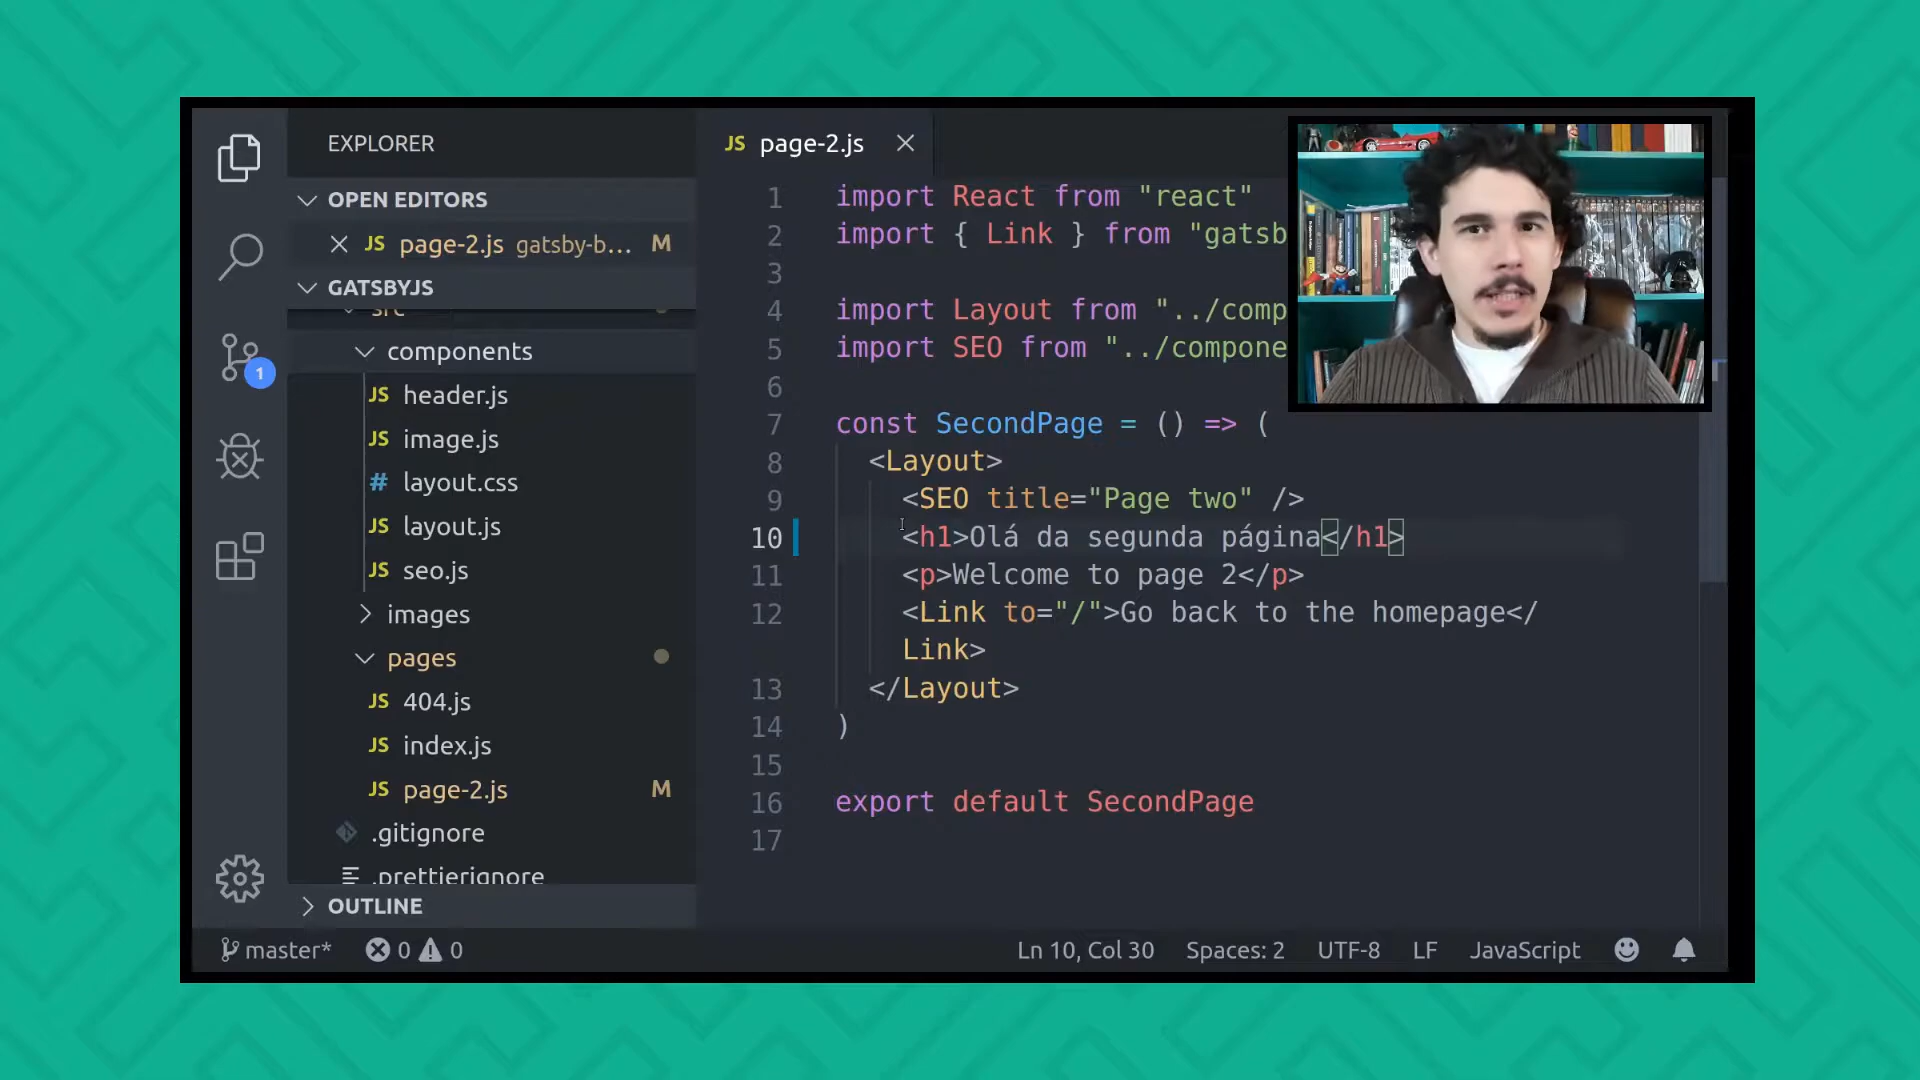 EXPLORER
OPEN EDITORS
JS page-2.js gatsby-b... M
GATSBYJS
src
components
JS header.js
JS image.js
# layout.css
JS layout.js
JS seo.js
images
pages
JS 404.js
JS index.js
JS page-2.js M
.gitignore
.prettierignore
OUTLINE
1
JS page-2.js
1 import React from "react"
2 import { Link } from "gatsb
3
4 import Layout from "../comp
5 import SEO from "../compone
6
7 const SecondPage = () => (
8 <Layout>
9 <SEO title="Page two" />
10 <h1>Olá da segunda página</h1>
11 <p>Welcome to page 2</p>
12 <Link to="/">Go back to the homepage</
Link>
13 </Layout>
14 )
15
16 export default SecondPage
17
master* 0 0 Ln 10, Col 30 Spaces: 2 UTF-8 LF JavaScript